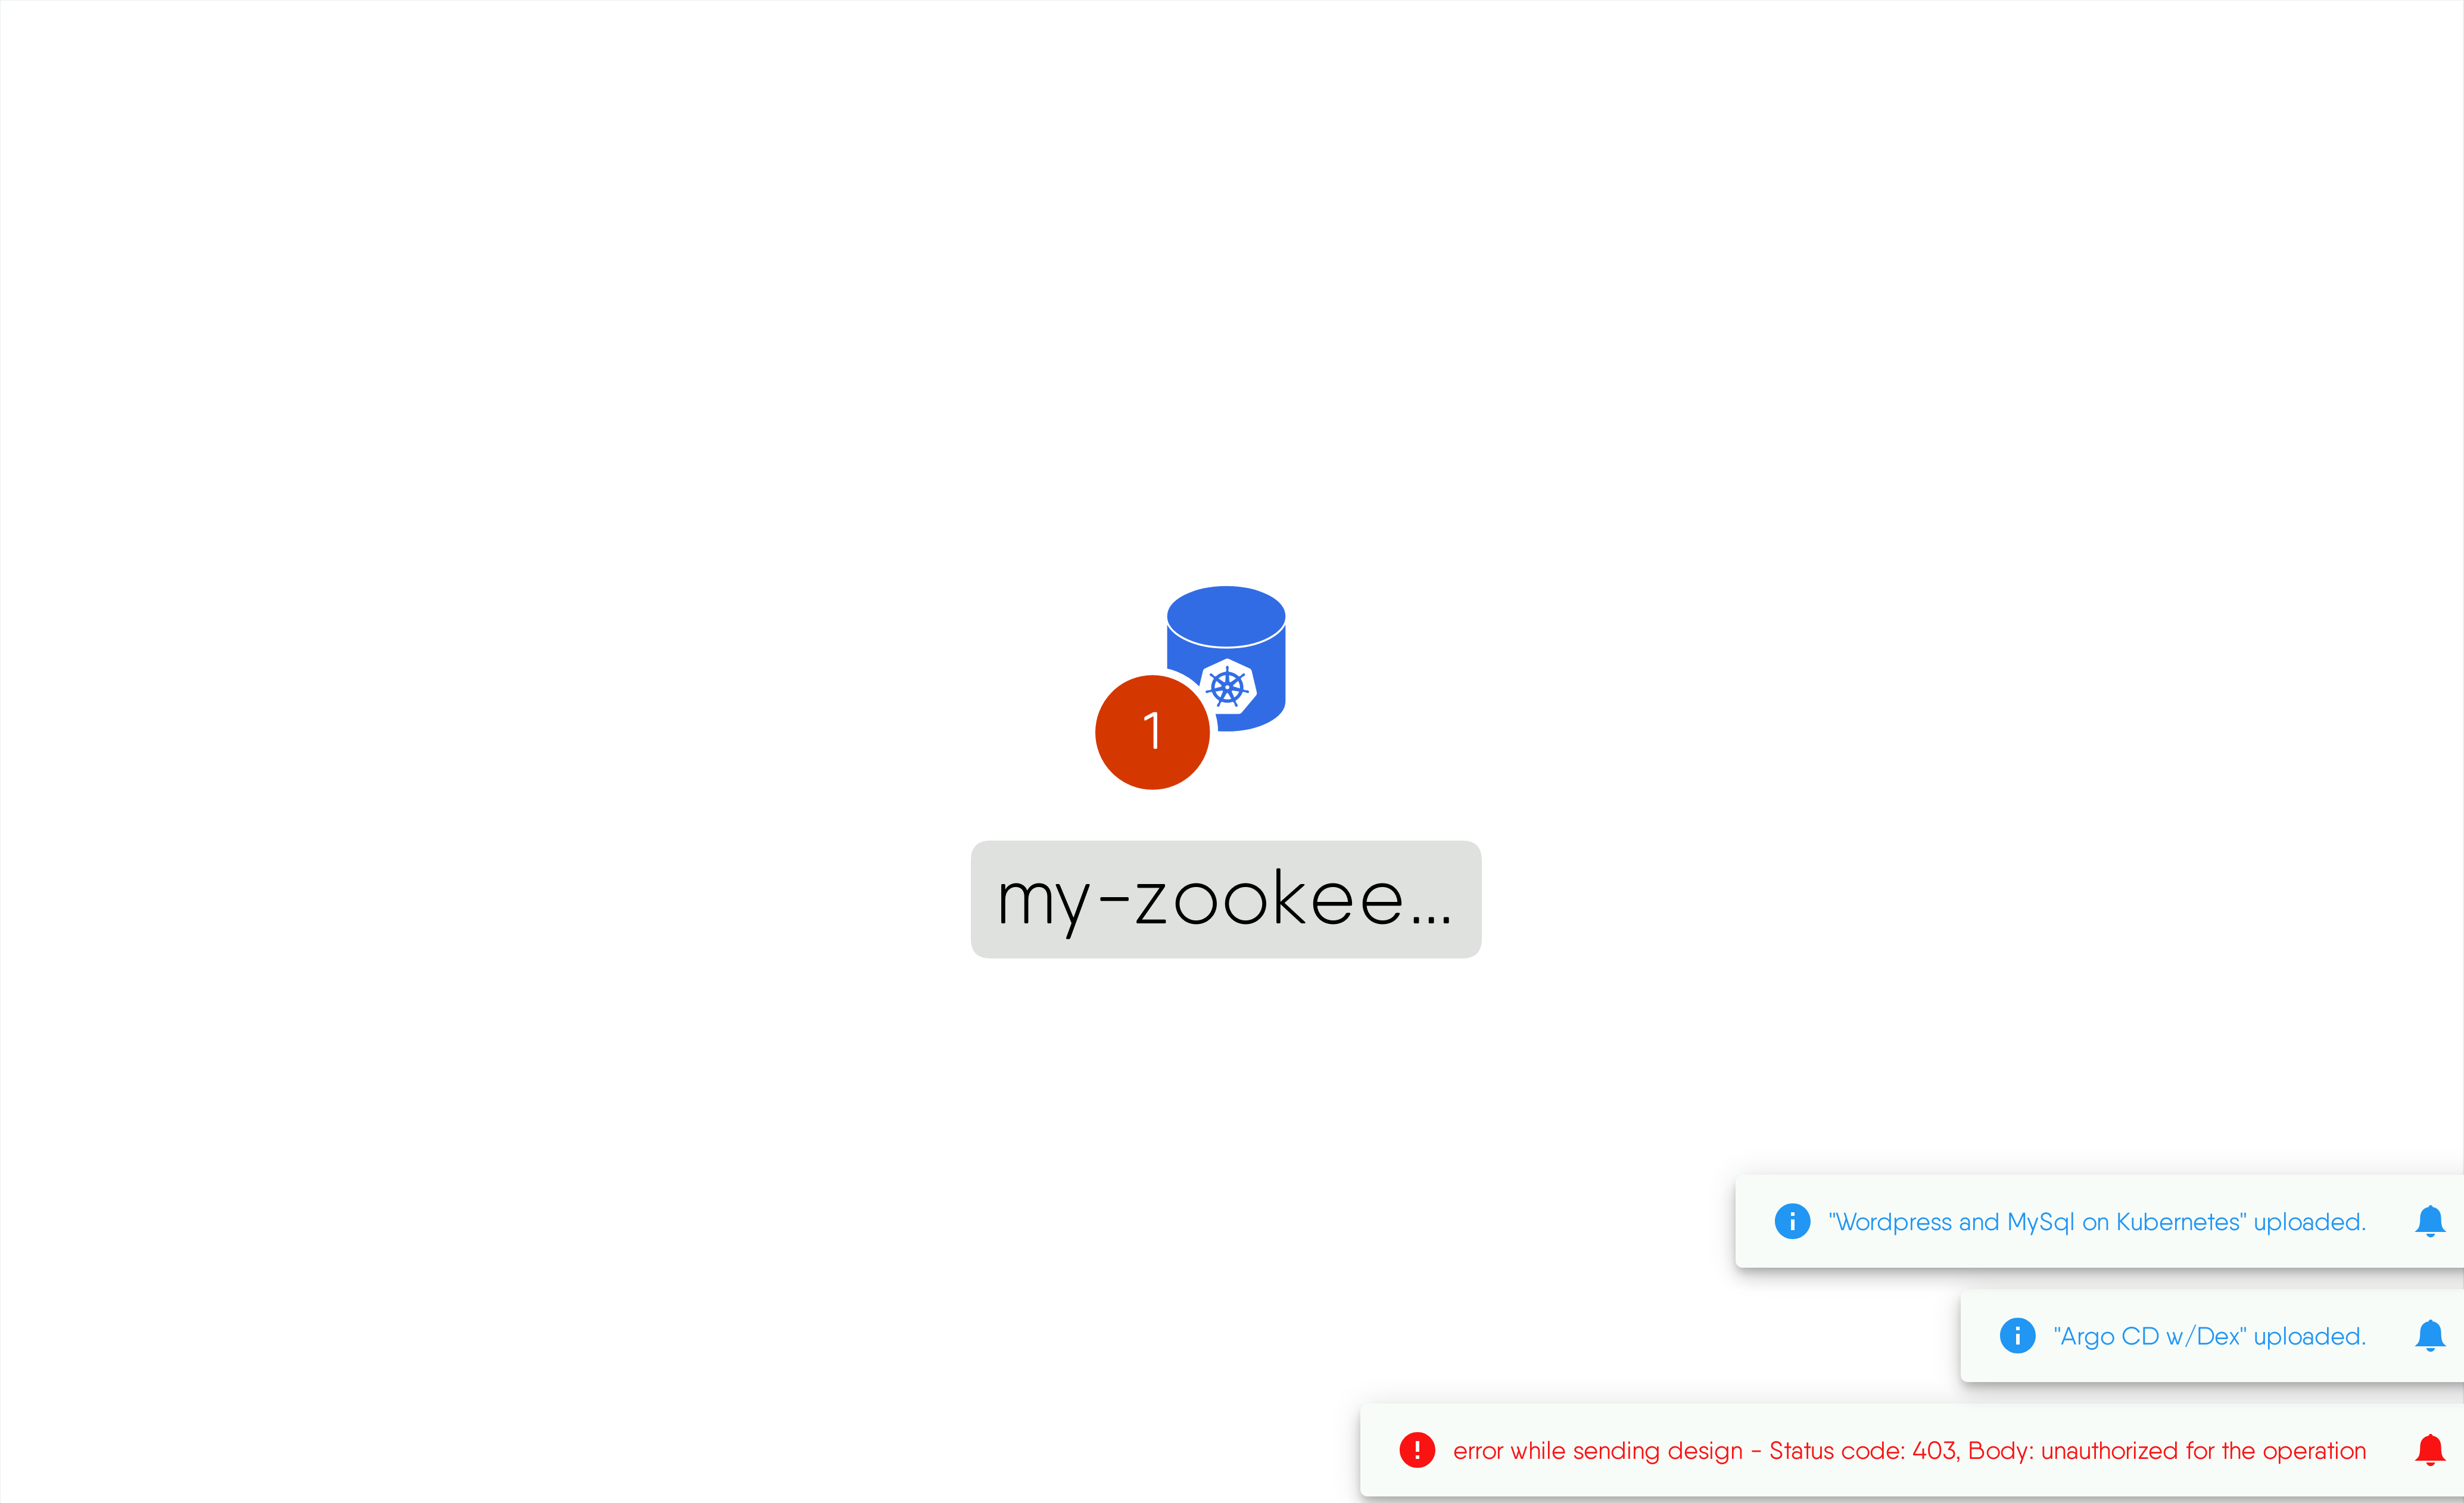 1
my-zookee...
"Wordpress and MySql on Kubernetes" uploaded.
"Argo CD w/Dex" uploaded.
error while sending design - Status code: 403, Body: unauthorized for the operation